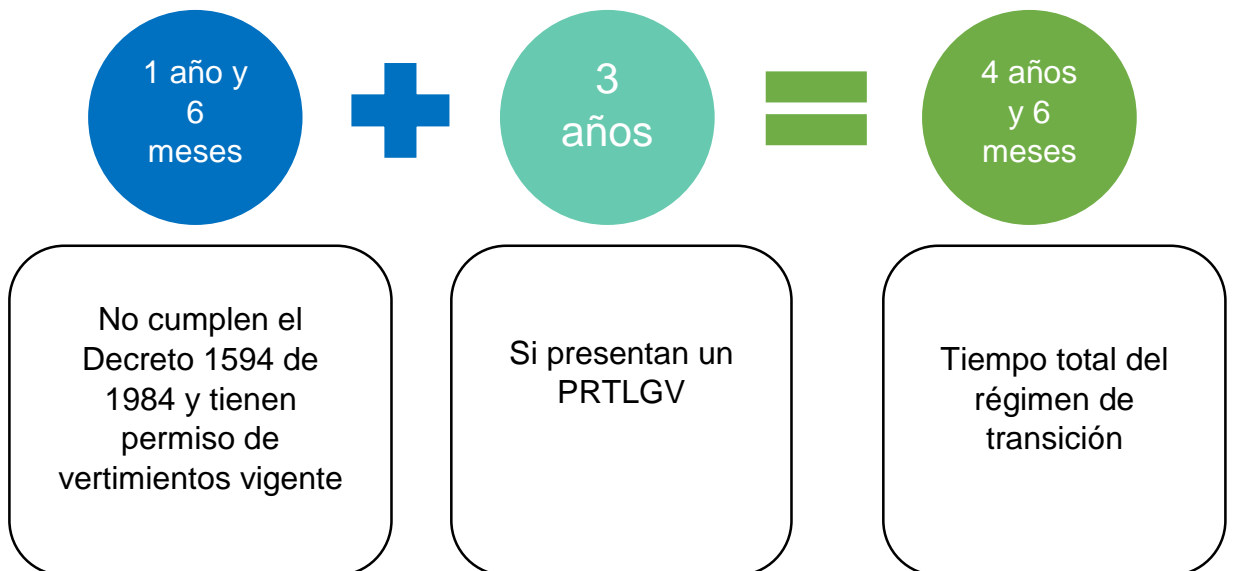 1 año y
6
meses
3
años
4 años
y 6
meses
No cumplen el
Decreto 1594 de
1984 y tienen
permiso de
vertimientos vigente
Si presentan un
PRTLGV
Tiempo total del
régimen de
transición